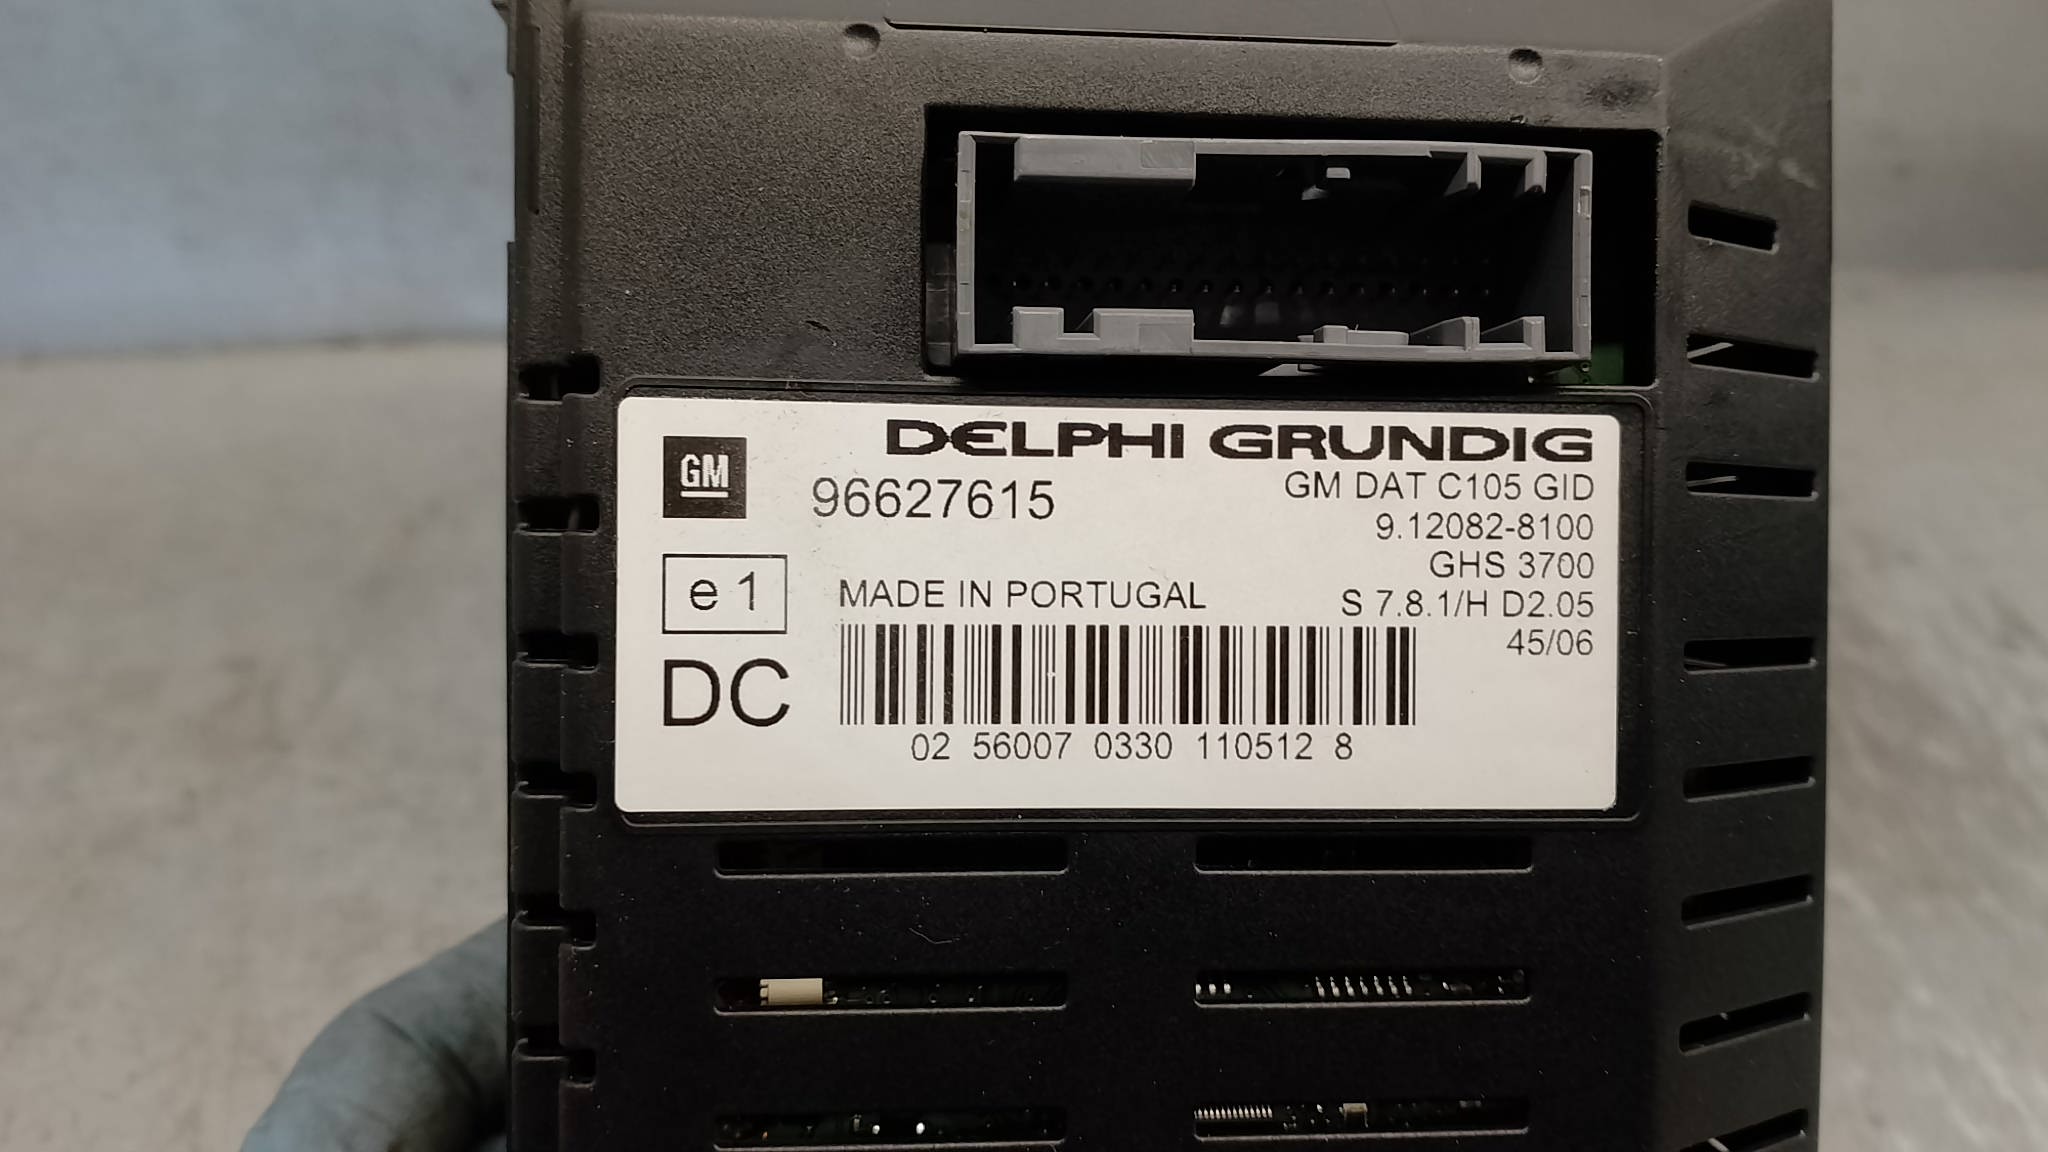 DELPHI GRUNDIG
GM
96627615
GM DAT C105 GID
9.12082-8100
GHS 3700
e 1
MADE IN PORTUGAL
S 7.8.1/H D2.05
45/06
DC
02 56007 0330 110512 8